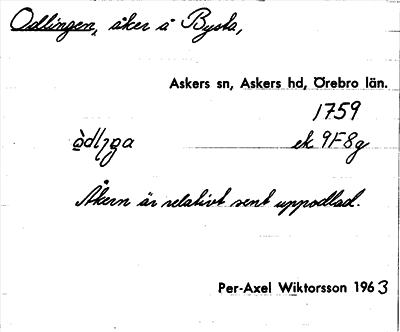 Odlingen, åker å Bysta,
Askers sn, Askers hd, Örebro län.
1759
ek 9F8g
Åkern är relativt sent uppodlad.
Per-Axel Wiktorsson 1963